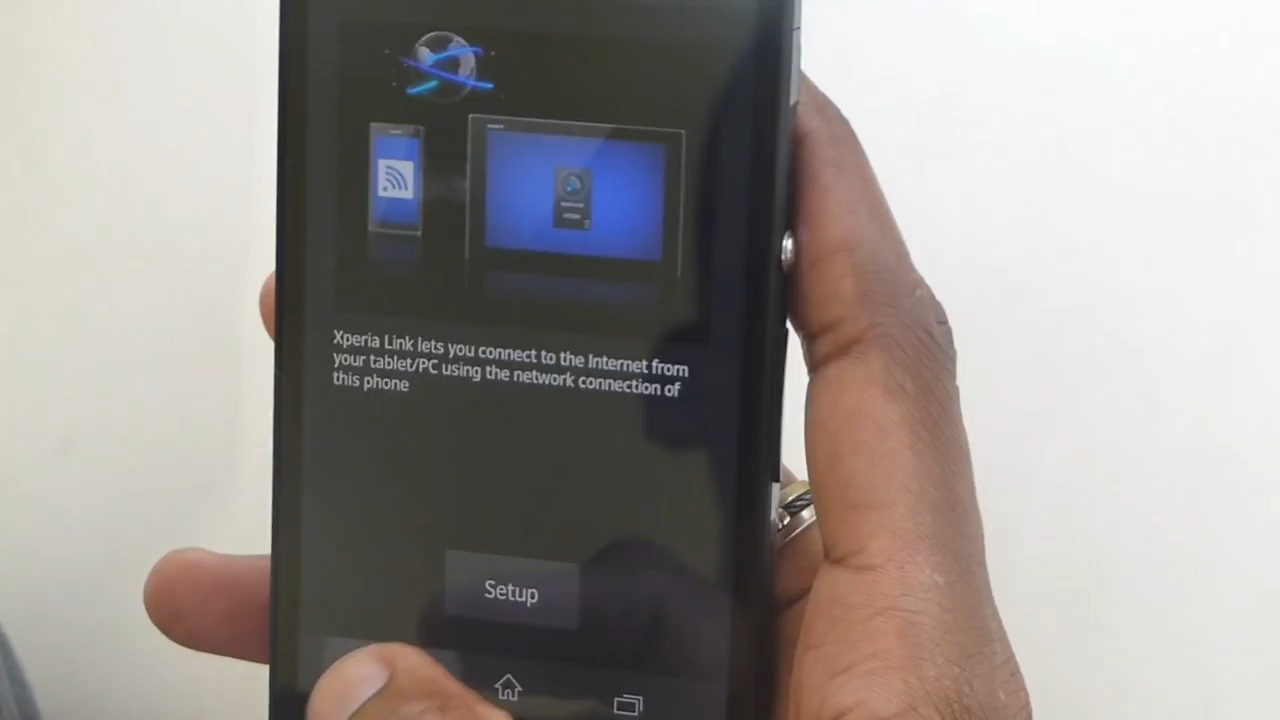 Xperia Link lets you connect to the Internet from
your tablet/PC using the network connection of
this phone
Setup